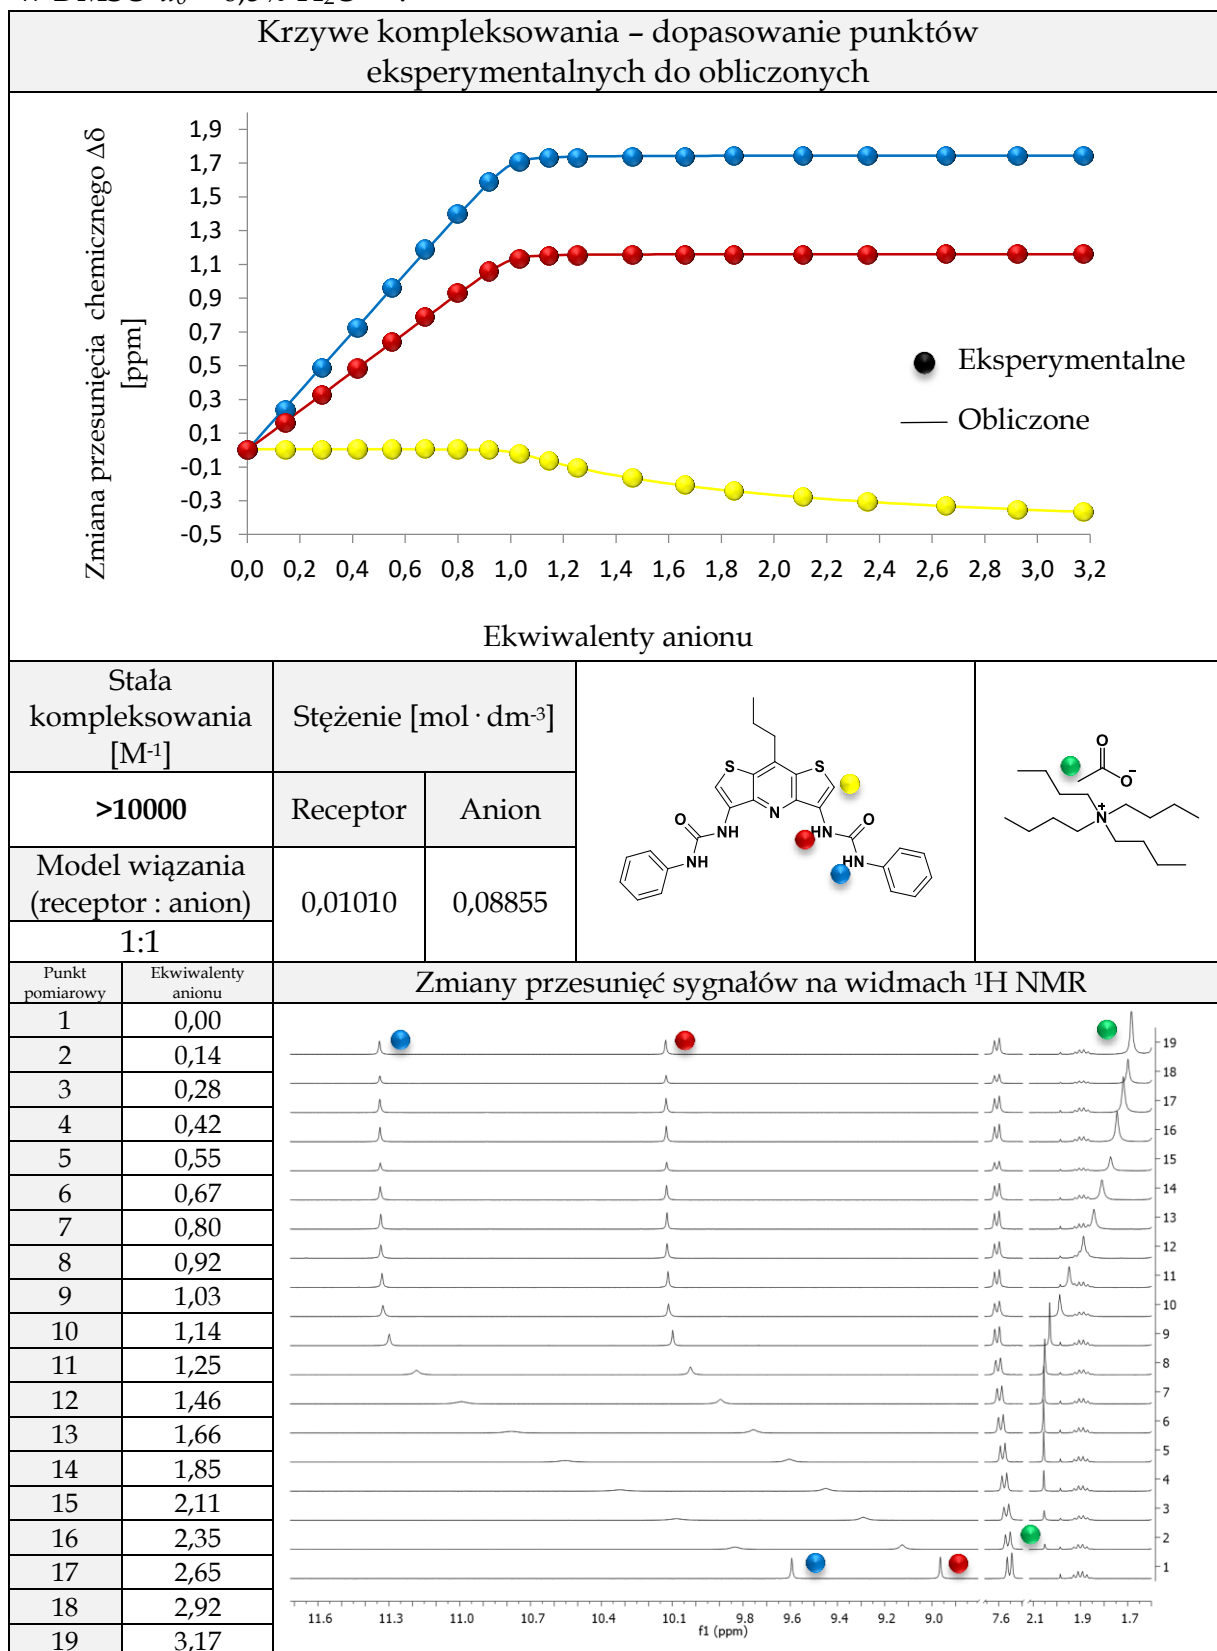 w DMSO-d₆ + 0,5% H₂O
Krzywe kompleksowania – dopasowanie punktów
eksperymentalnych do obliczonych
Zmiana przesunięcia chemicznego Δδ
[ppm]
1,9
1,7
1,5
1,3
1,1
0,9
0,7
0,5
0,3
0,1
-0,1
-0,3
-0,5
Eksperymentalne
Obliczone
0,0 0,2 0,4 0,6 0,8 1,0 1,2 1,4 1,6 1,8 2,0 2,2 2,4 2,6 2,8 3,0 3,2
Ekwiwalenty anionu
Stała
kompleksowania
[M⁻¹]
>10000
Model wiązania
(receptor : anion)
1:1
Stężenie [mol · dm⁻³]
Receptor Anion
0,01010 0,08855
S S
N
O NH HN O
NH HN
O
O⁻
N⁺
Punkt pomiarowy Ekwiwalenty anionu
Zmiany przesunięć sygnałów na widmach ¹H NMR
1 0,00
2 0,14
3 0,28
4 0,42
5 0,55
6 0,67
7 0,80
8 0,92
9 1,03
10 1,14
11 1,25
12 1,46
13 1,66
14 1,85
15 2,11
16 2,35
17 2,65
18 2,92
19 3,17
19
18
17
16
15
14
13
12
11
10
9
8
7
6
5
4
3
2
1
11.6 11.3 11.0 10.7 10.4 10.1 9.8 9.6 9.4 9.2 9.0 7.6 2.1 1.9 1.7
f1 (ppm)